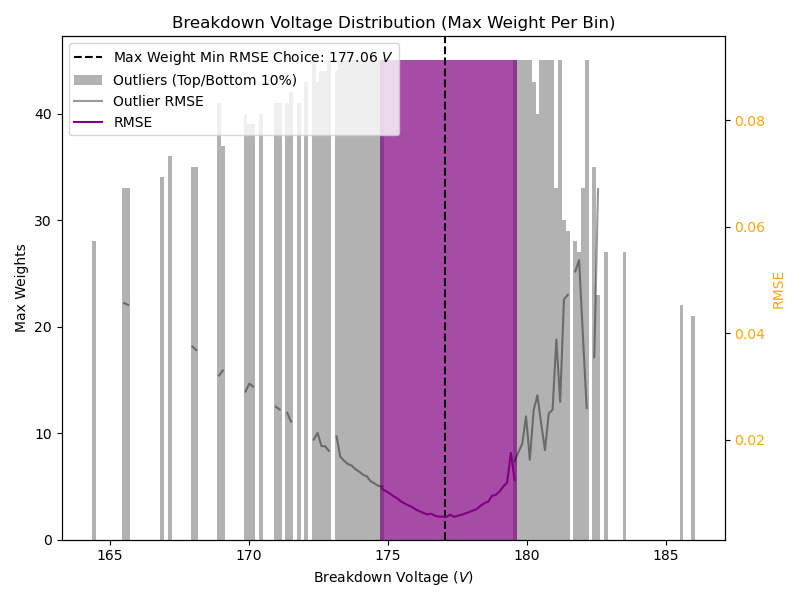 Breakdown Voltage Distribution (Max Weight Per Bin)
Max Weight Min RMSE Choice: 177.06 V
Outliers (Top/Bottom 10%)
Outlier RMSE
RMSE
40
30
20
10
0
Max Weights
0.08
0.06
0.04
0.02
RMSE
165 170 175 180 185
Breakdown Voltage (V)